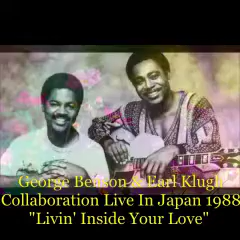 George Benson & Earl Klugh
Collaboration Live In Japan 1988
"Livin' Inside Your Love"